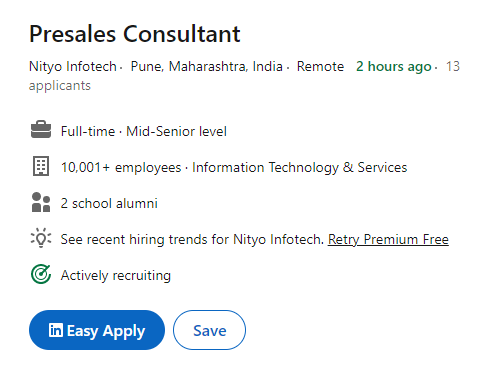 Presales Consultant
Nityo Infotech · Pune, Maharashtra, India · Remote 2 hours ago · 13
applicants
Full-time · Mid-Senior level
10,001+ employees · Information Technology & Services
2 school alumni
See recent hiring trends for Nityo Infotech. Retry Premium Free
Actively recruiting
in Easy Apply Save